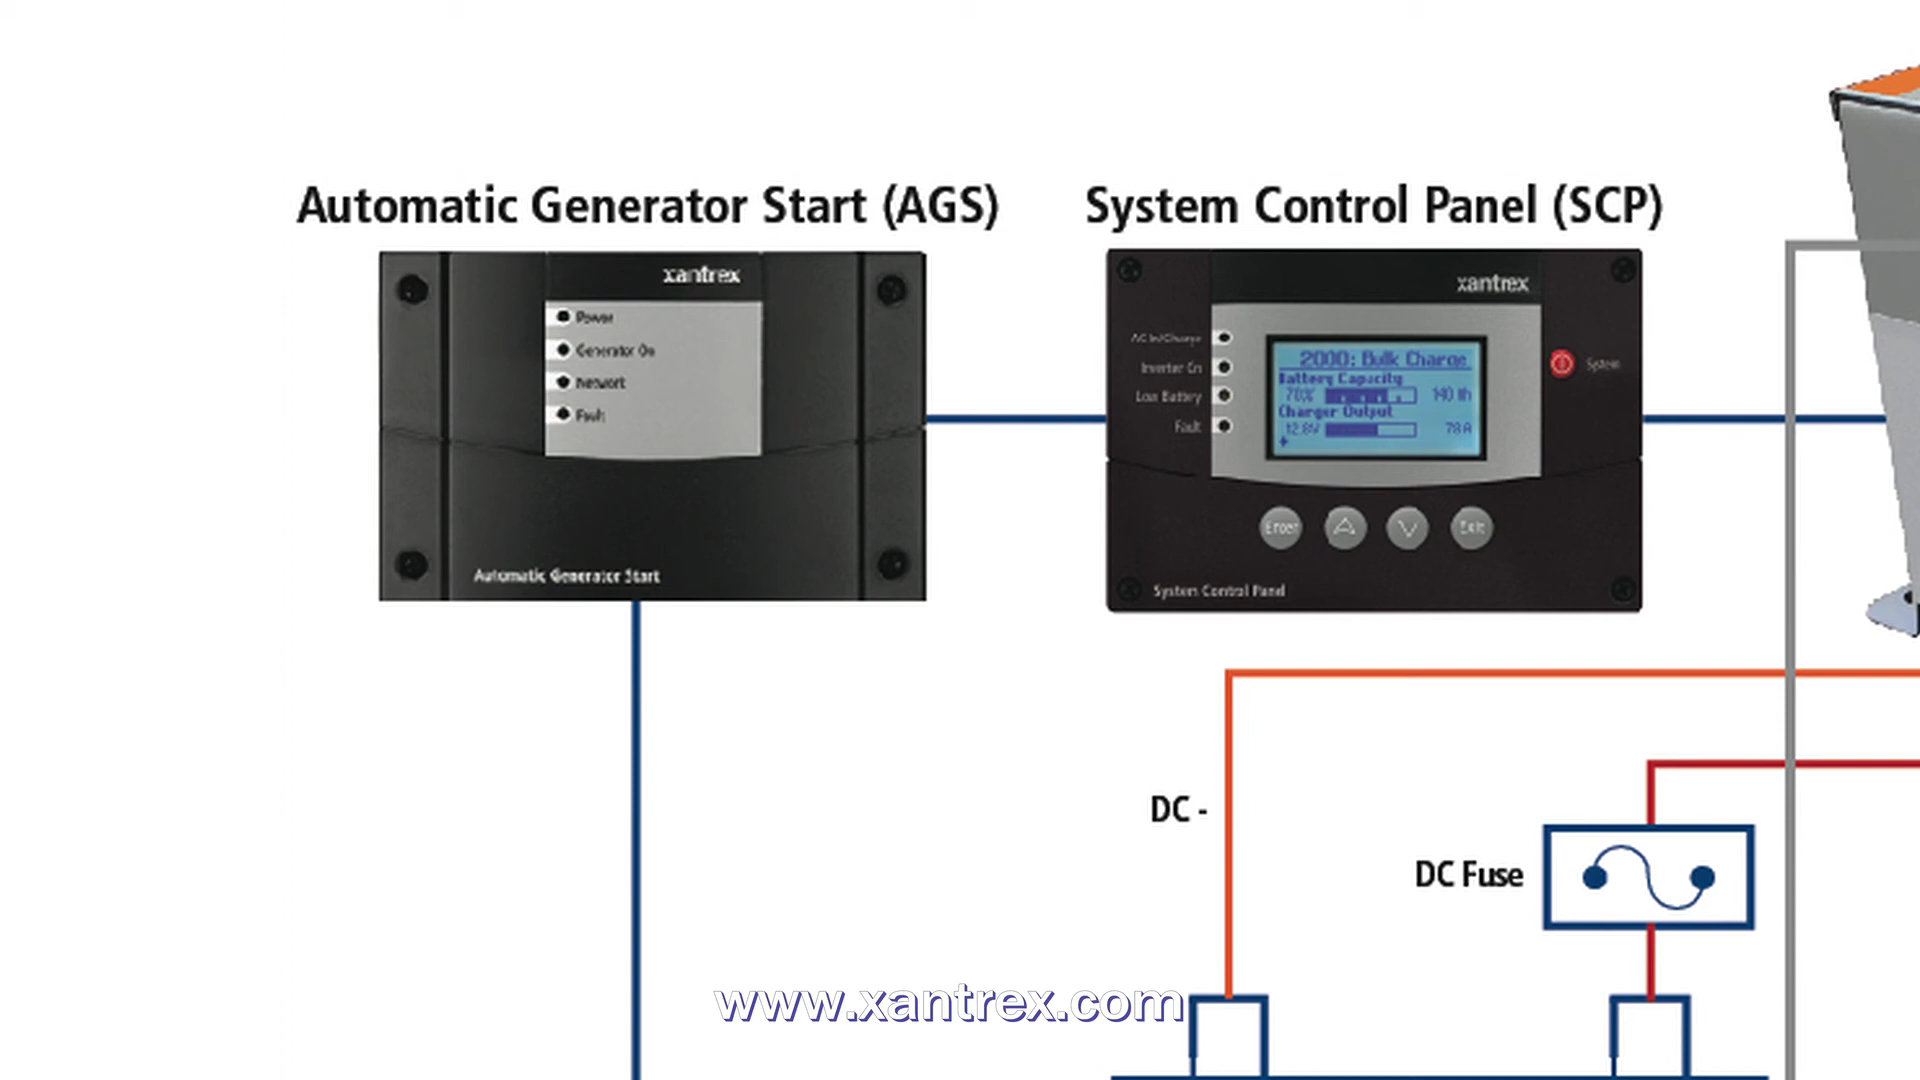 Automatic Generator Start (AGS)
System Control Panel (SCP)
xantrex
Power
Generator On
Network
Fault
Automatic Generator Start
xantrex
AC In/Charge
Inverter On
Low Battery
Fault
2000: Bulk Charge
Battery Capacity
70% 140 Ah
Charger Output
12.8V 78A
System
Enter
Exit
System Control Panel
DC -
DC Fuse
www.xantrex.com